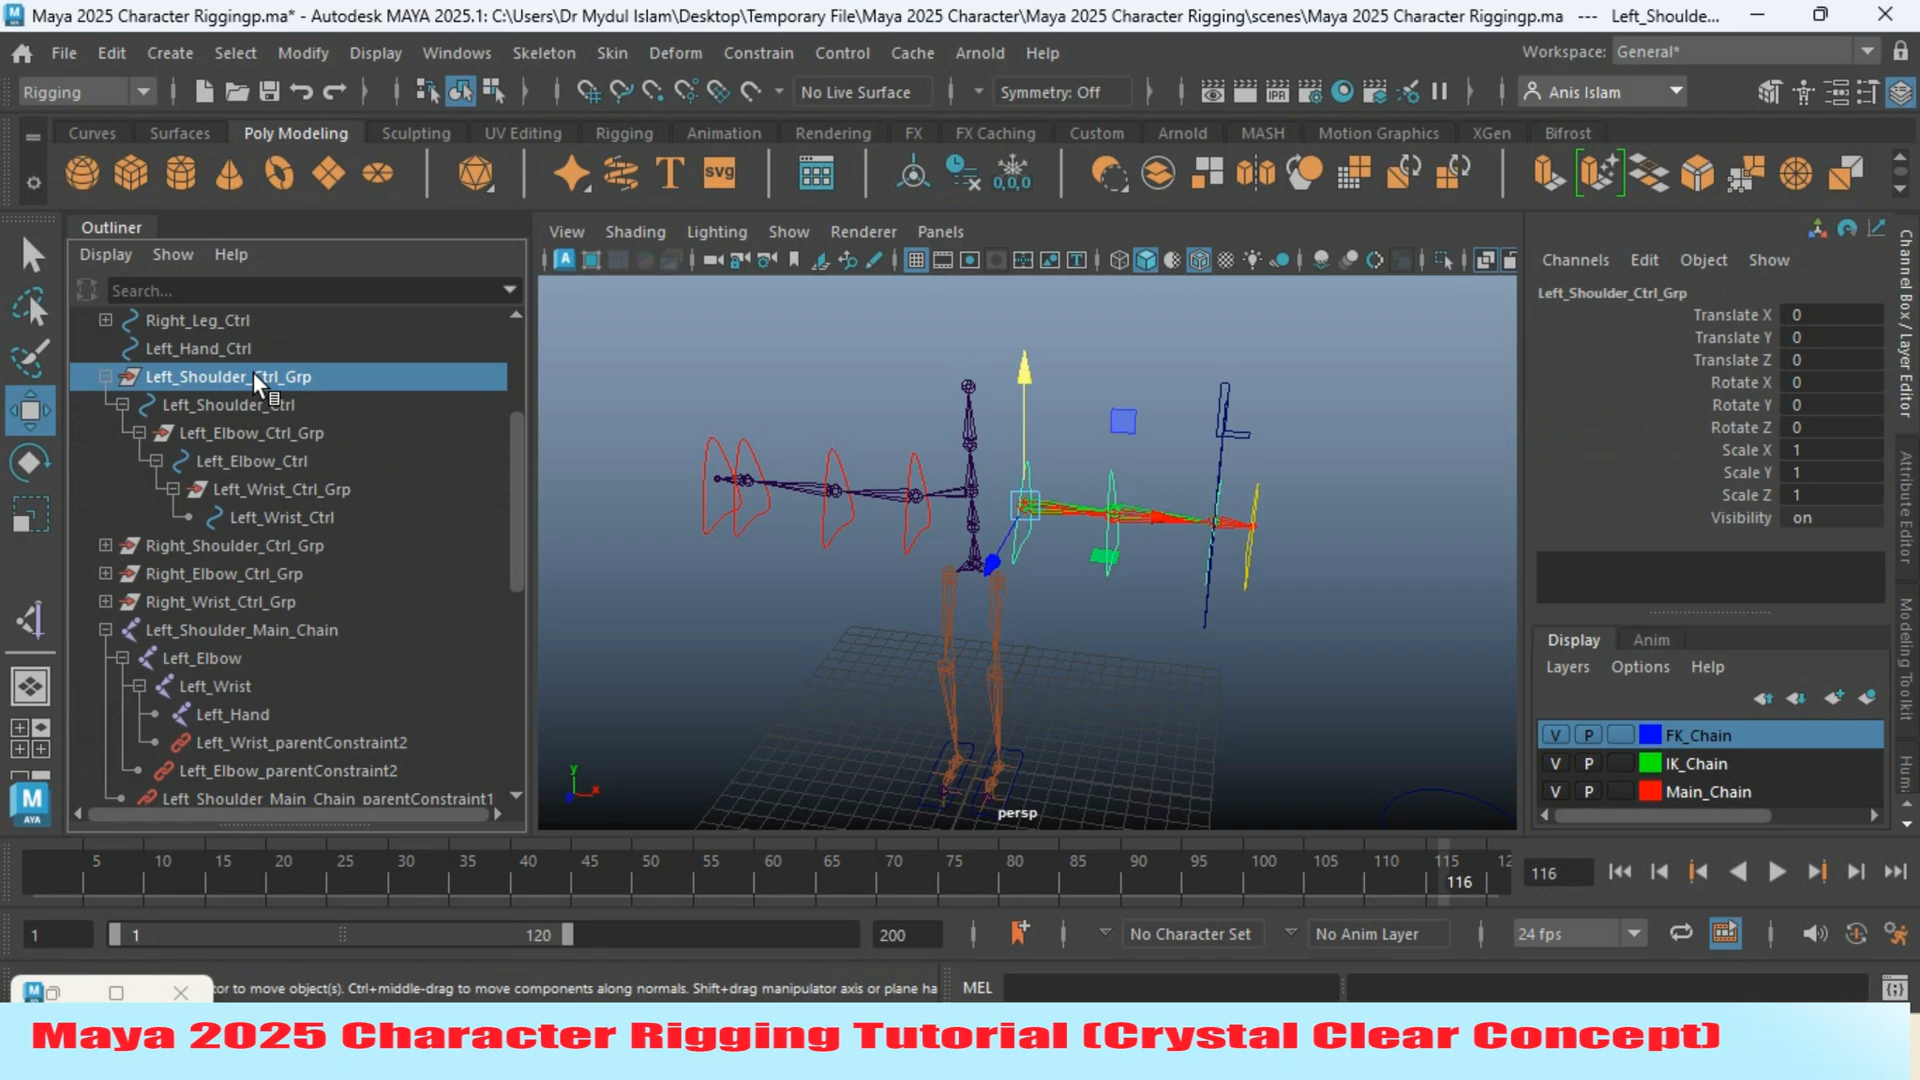 Maya 2025 Character Riggingp.ma* - Autodesk MAYA 2025.1: C:\Users\Dr Mydul Islam\Desktop\Temporary File\Maya 2025 Character\Maya 2025 Character Rigging\scenes\Maya 2025 Character Riggingp.ma --- Left_Shoulde...
File Edit Create Select Modify Display Windows Skeleton Skin Deform Constrain Control Cache Arnold Help Workspace: General*
Rigging No Live Surface Symmetry: Off IPR Anis Islam
Curves Surfaces Poly Modeling Sculpting UV Editing Rigging Animation Rendering FX FX Caching Custom Arnold MASH Motion Graphics XGen Bifrost
T SVG 0,0,0
Outliner
Display Show Help
Search...
Right_Leg_Ctrl
Left_Hand_Ctrl
Left_Shoulder_Ctrl_Grp
Left_Shoulder_Ctrl
Left_Elbow_Ctrl_Grp
Left_Elbow_Ctrl
Left_Wrist_Ctrl_Grp
Left_Wrist_Ctrl
Right_Shoulder_Ctrl_Grp
Right_Elbow_Ctrl_Grp
Right_Wrist_Ctrl_Grp
Left_Shoulder_Main_Chain
Left_Elbow
Left_Wrist
Left_Hand
Left_Wrist_parentConstraint2
Left_Elbow_parentConstraint2
Left_Shoulder_Main_Chain_parentConstraint1
View Shading Lighting Show Renderer Panels
y
x
persp
Channels Edit Object Show
Left_Shoulder_Ctrl_Grp
Translate X 0
Translate Y 0
Translate Z 0
Rotate X 0
Rotate Y 0
Rotate Z 0
Scale X 1
Scale Y 1
Scale Z 1
Visibility on
Display Anim
Layers Options Help
V P FK_Chain
V P IK_Chain
V P Main_Chain
Channel Box / Layer Editor
Attribute Editor
Modeling Toolkit
M
AYA
5 10 15 20 25 30 35 40 45 50 55 60 65 70 75 80 85 90 95 100 105 110 115 12
116
116
1 1 120 200 No Character Set No Anim Layer 24 fps
tor to move object(s). Ctrl+middle-drag to move components along normals. Shift+drag manipulator axis or plane ha
MEL
Maya 2025 Character Rigging Tutorial (Crystal Clear Concept)